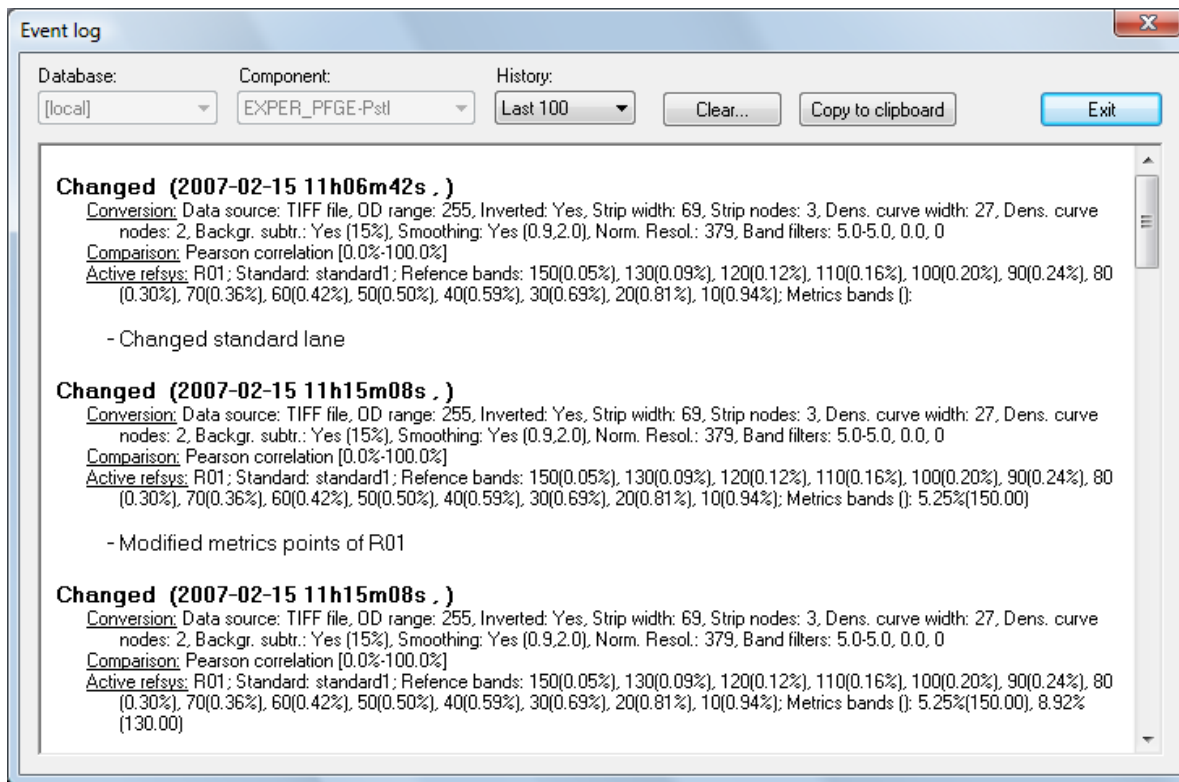 Event log
Database:
Component:
History:
[local]
EXPER_PFGE-PstI
Last 100
Clear...
Copy to clipboard
Exit
Changed (2007-02-15 11h06m42s , )
Conversion: Data source: TIFF file, OD range: 255, Inverted: Yes, Strip width: 69, Strip nodes: 3, Dens. curve width: 27, Dens. curve
nodes: 2, Backgr. subtr.: Yes (15%), Smoothing: Yes (0.9,2.0), Norm. Resol.: 379, Band filters: 5.0-5.0, 0.0, 0
Comparison: Pearson correlation [0.0%-100.0%]
Active refsys: R01; Standard: standard1; Refence bands: 150(0.05%), 130(0.09%), 120(0.12%), 110(0.16%), 100(0.20%), 90(0.24%), 80
(0.30%), 70(0.36%), 60(0.42%), 50(0.50%), 40(0.59%), 30(0.69%), 20(0.81%), 10(0.94%); Metrics bands ():
- Changed standard lane
Changed (2007-02-15 11h15m08s , )
Conversion: Data source: TIFF file, OD range: 255, Inverted: Yes, Strip width: 69, Strip nodes: 3, Dens. curve width: 27, Dens. curve
nodes: 2, Backgr. subtr.: Yes (15%), Smoothing: Yes (0.9,2.0), Norm. Resol.: 379, Band filters: 5.0-5.0, 0.0, 0
Comparison: Pearson correlation [0.0%-100.0%]
Active refsys: R01; Standard: standard1; Refence bands: 150(0.05%), 130(0.09%), 120(0.12%), 110(0.16%), 100(0.20%), 90(0.24%), 80
(0.30%), 70(0.36%), 60(0.42%), 50(0.50%), 40(0.59%), 30(0.69%), 20(0.81%), 10(0.94%); Metrics bands (): 5.25%(150.00)
- Modified metrics points of R01
Changed (2007-02-15 11h15m08s , )
Conversion: Data source: TIFF file, OD range: 255, Inverted: Yes, Strip width: 69, Strip nodes: 3, Dens. curve width: 27, Dens. curve
nodes: 2, Backgr. subtr.: Yes (15%), Smoothing: Yes (0.9,2.0), Norm. Resol.: 379, Band filters: 5.0-5.0, 0.0, 0
Comparison: Pearson correlation [0.0%-100.0%]
Active refsys: R01; Standard: standard1; Refence bands: 150(0.05%), 130(0.09%), 120(0.12%), 110(0.16%), 100(0.20%), 90(0.24%), 80
(0.30%), 70(0.36%), 60(0.42%), 50(0.50%), 40(0.59%), 30(0.69%), 20(0.81%), 10(0.94%); Metrics bands (): 5.25%(150.00), 8.92%
(130.00)